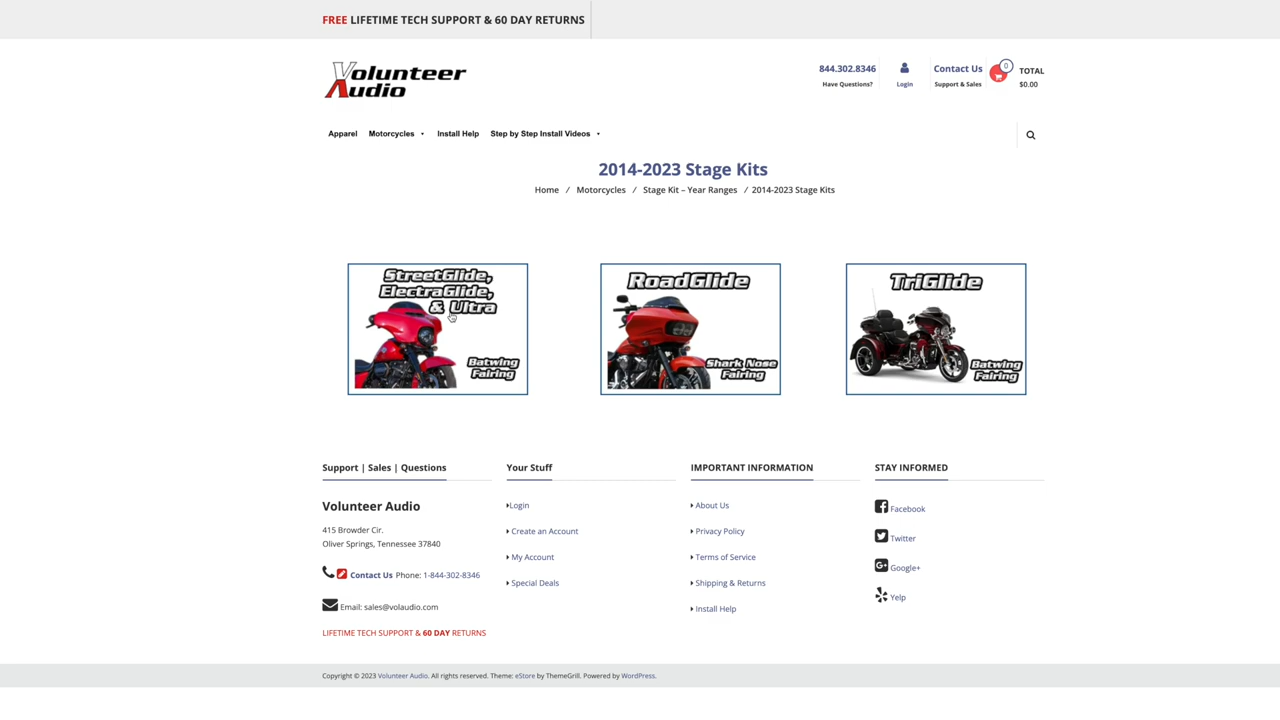 FREE LIFETIME TECH SUPPORT & 60 DAY RETURNS
Volunteer
Audio
844.302.8346
Have Questions?
Login
Contact Us
Support & Sales
0
TOTAL
$0.00
Apparel Motorcycles Install Help Step by Step Install Videos
2014-2023 Stage Kits
Home / Motorcycles / Stage Kit – Year Ranges / 2014-2023 Stage Kits
StreetGlide,
ElectraGlide,
& Ultra
Batwing
Fairing
RoadGlide
Shark Nose
Fairing
TriGlide
Batwing
Fairing
Support | Sales | Questions
Volunteer Audio
415 Browder Cir.
Oliver Springs, Tennessee 37840
Contact Us Phone: 1-844-302-8346
Email: sales@volaudio.com
LIFETIME TECH SUPPORT & 60 DAY RETURNS
Your Stuff
Login
Create an Account
My Account
Special Deals
IMPORTANT INFORMATION
About Us
Privacy Policy
Terms of Service
Shipping & Returns
Install Help
STAY INFORMED
Facebook
Twitter
Google+
Yelp
Copyright © 2023 Volunteer Audio. All rights reserved. Theme: eStore by ThemeGrill. Powered by WordPress.